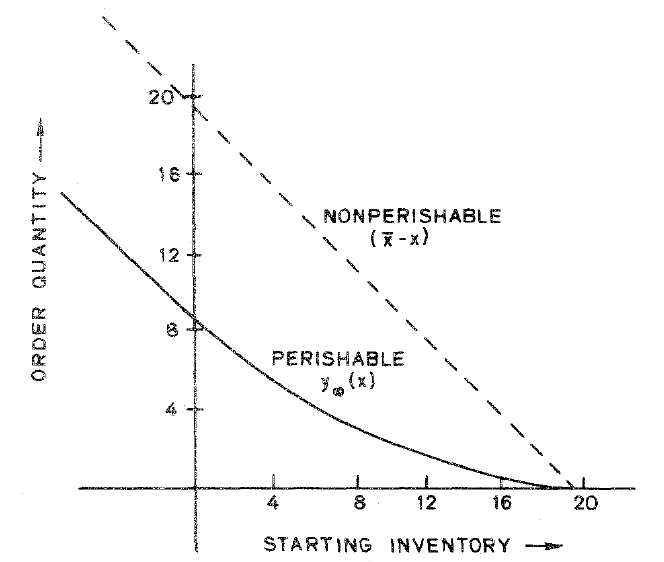 20
16
12
8
4
ORDER QUANTITY
NONPERISHABLE
(x̄-x)
PERISHABLE
y∞(x)
4 8 12 16 20
STARTING INVENTORY